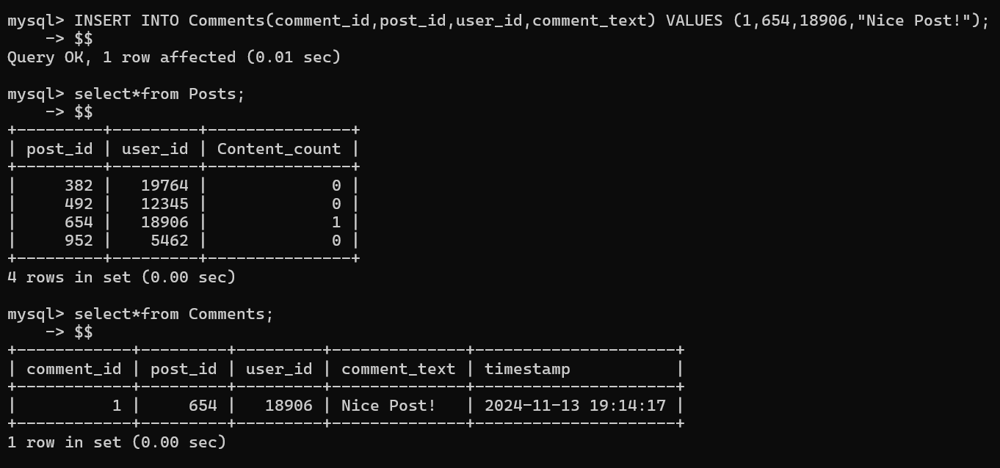 mysql> INSERT INTO Comments(comment_id,post_id,user_id,comment_text) VALUES (1,654,18906,"Nice Post!");
    -> $$
Query OK, 1 row affected (0.01 sec)

mysql> select*from Posts;
    -> $$
+---------+---------+---------------+
| post_id | user_id | Content_count |
+---------+---------+---------------+
|     382 |   19764 |             0 |
|     492 |   12345 |             0 |
|     654 |   18906 |             1 |
|     952 |    5462 |             0 |
+---------+---------+---------------+
4 rows in set (0.00 sec)

mysql> select*from Comments;
    -> $$
+------------+---------+---------+--------------+---------------------+
| comment_id | post_id | user_id | comment_text | timestamp           |
+------------+---------+---------+--------------+---------------------+
|          1 |     654 |   18906 | Nice Post!   | 2024-11-13 19:14:17 |
+------------+---------+---------+--------------+---------------------+
1 row in set (0.00 sec)